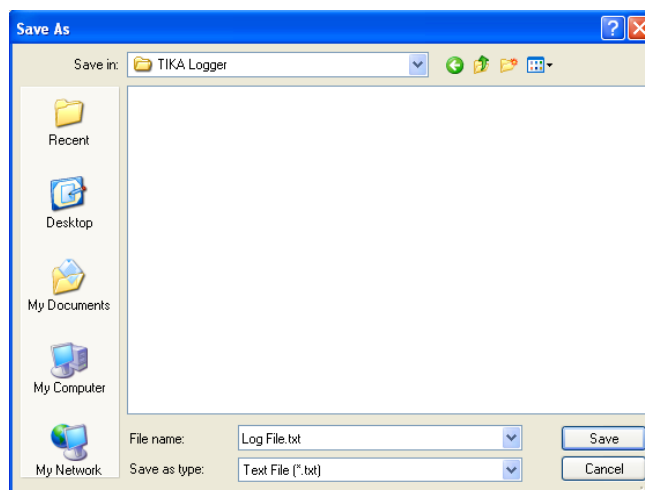 Save As
Save in: TIKA Logger
Recent
Desktop
My Documents
My Computer
My Network
File name: Log File.txt Save
Save as type: Text File (*.txt) Cancel